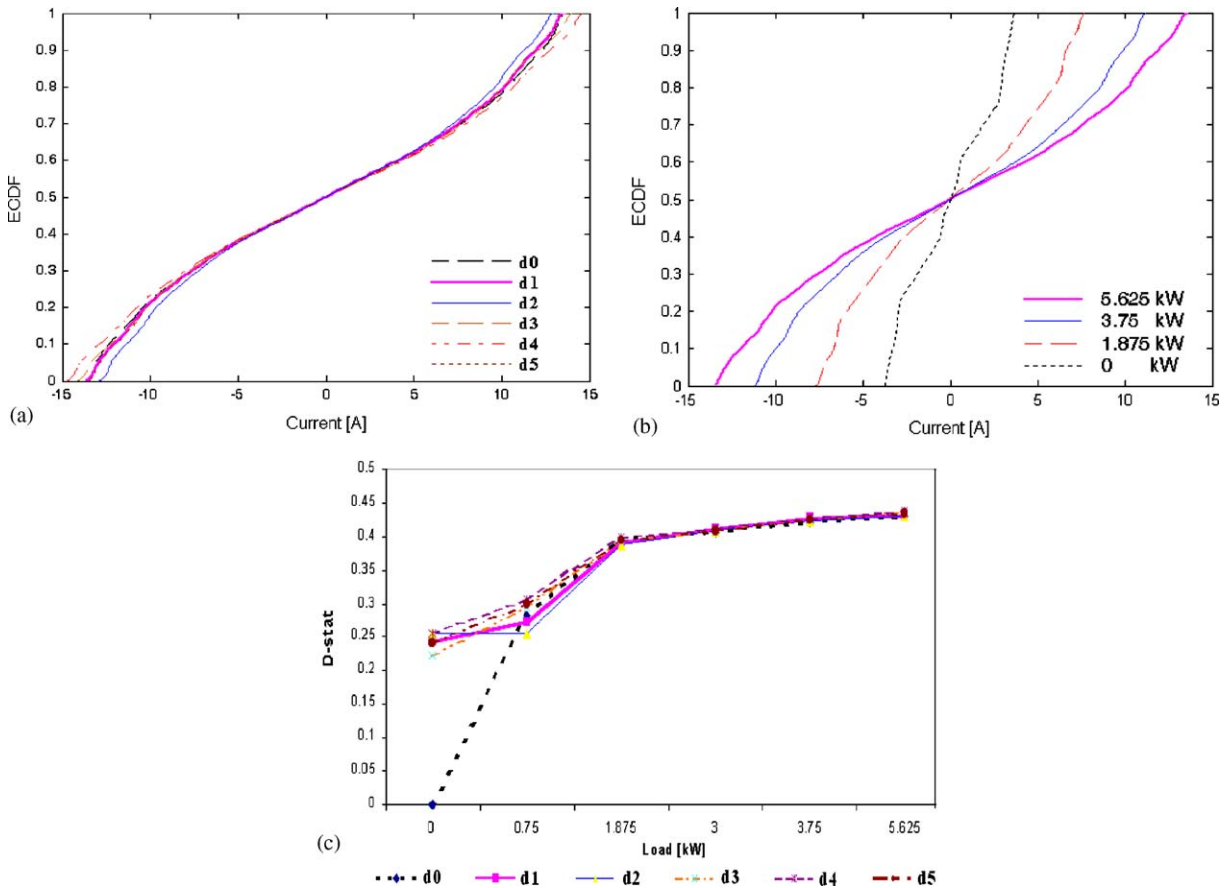 1
0.9
0.8
0.7
0.6
0.5
0.4
0.3
0.2
0.1
0
ECDF
-15 -10 -5 0 5 10 15
Current [A]
d0
d1
d2
d3
d4
d5
(a)
1
0.9
0.8
0.7
0.6
0.5
0.4
0.3
0.2
0.1
0
ECDF
-15 -10 -5 0 5 10 15
Current [A]
5.625 kW
3.75 kW
1.875 kW
0 kW
(b)
0.5
0.45
0.4
0.35
0.3
0.25
0.2
0.15
0.1
0.05
0
D-stat
0 0.75 1.875 3 3.75 5.625
Load [kW]
(c)
d0 d1 d2 d3 d4 d5